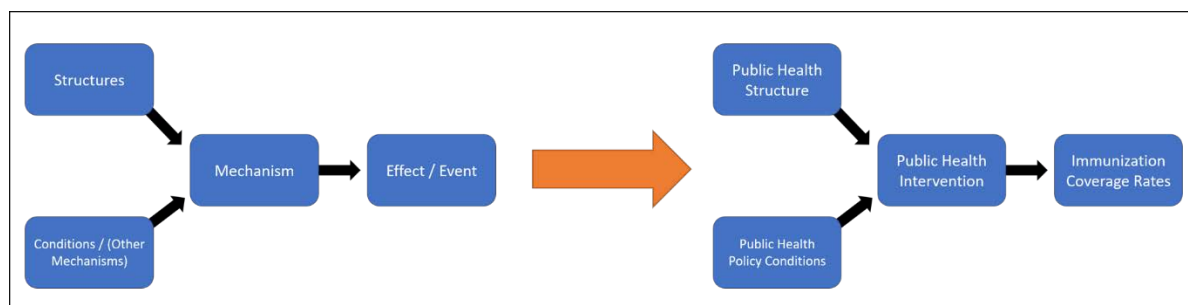 Structures
Conditions / (Other
Mechanisms)
Mechanism
Effect / Event
Public Health
Structure
Public Health
Policy Conditions
Public Health
Intervention
Immunization
Coverage Rates